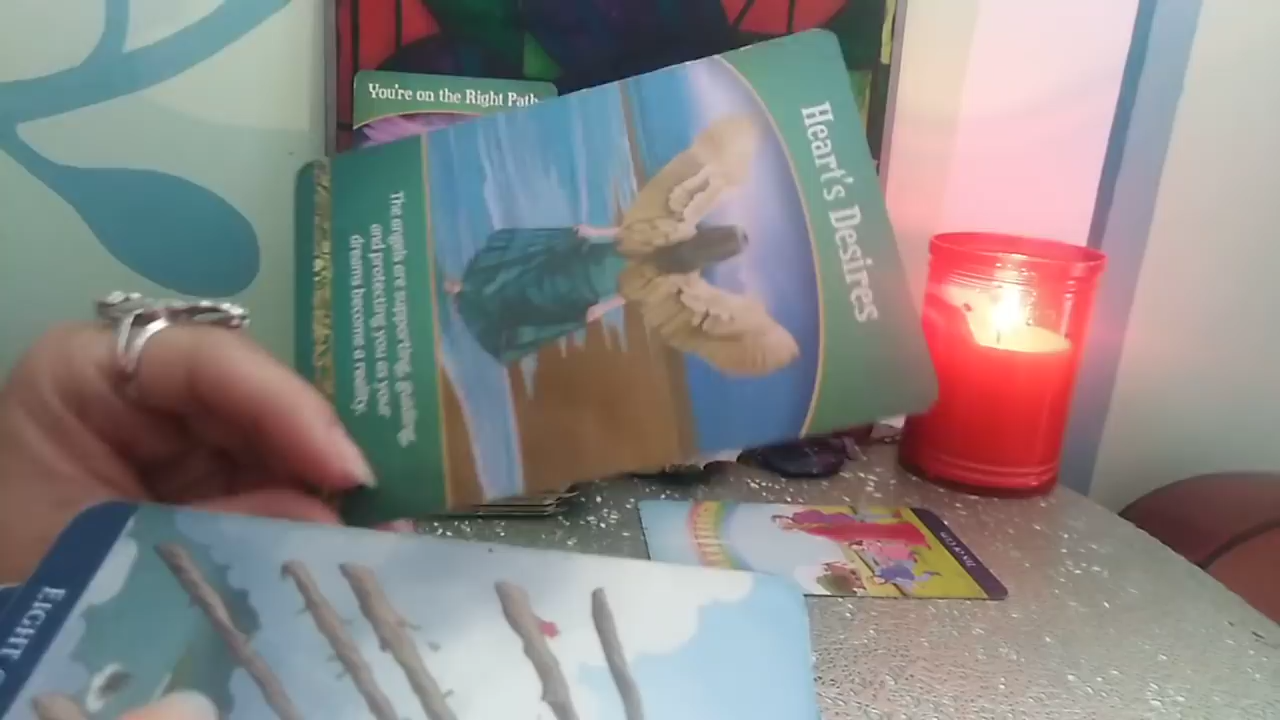 You're on the Right Path
Heart's Desires
The angels are supporting, guiding,
and protecting you as your
dreams become a reality.
EIGHT